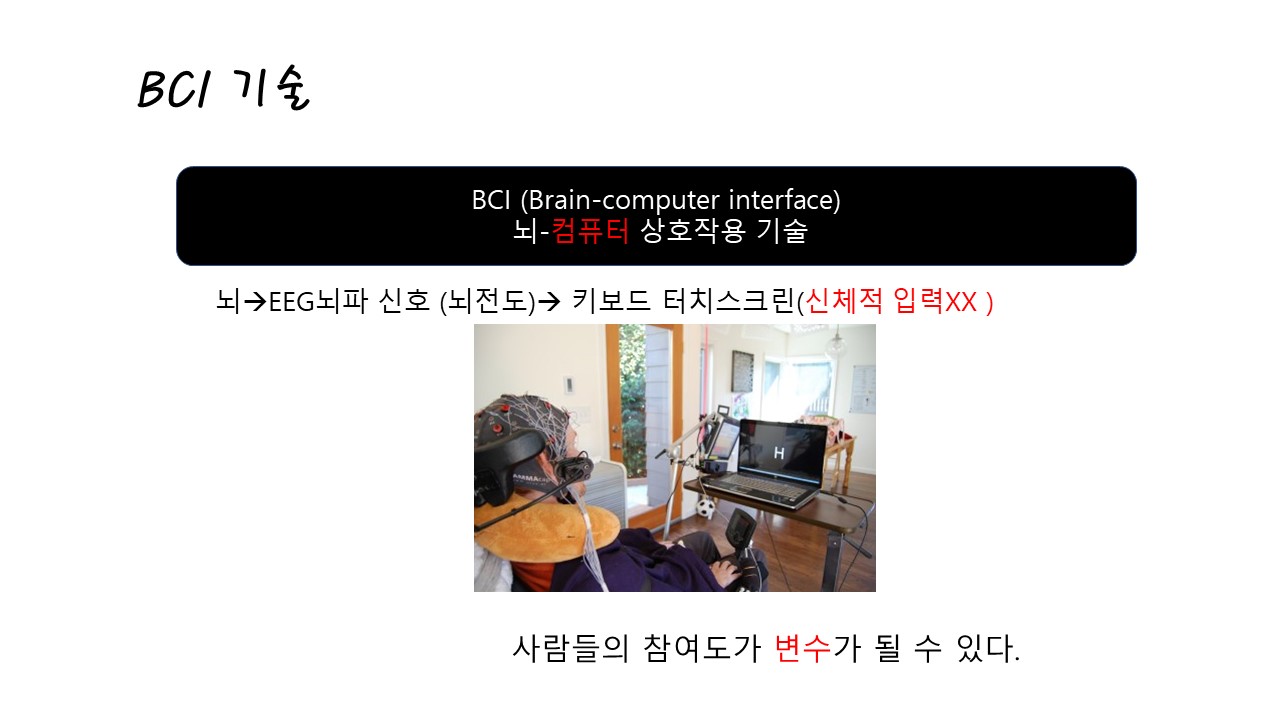 BCI 기술
BCI (Brain-computer interface)
뇌-컴퓨터 상호작용 기술
뇌→EEG뇌파 신호 (뇌전도)→ 키보드 터치스크린(신체적 입력XX )
H
사람들의 참여도가 변수가 될 수 있다.